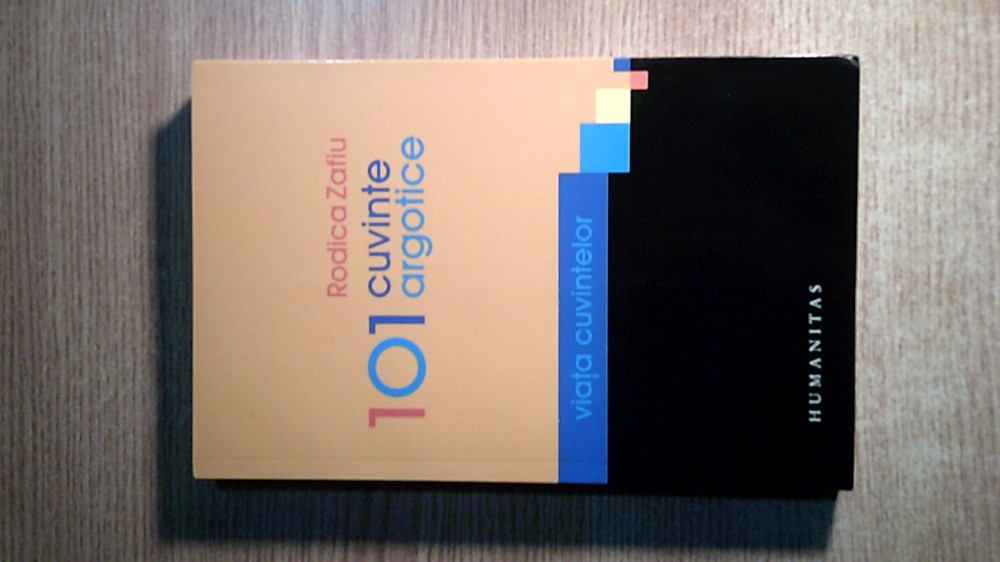 Rodica Zafiu
101 cuvinte
argotice
viața cuvintelor
HUMANITAS